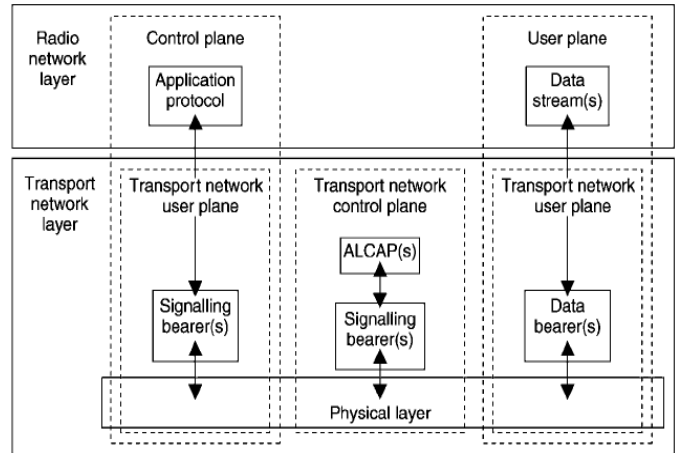 Radio
network
layer
Control plane
User plane
Application
protocol
Data
stream(s)
Transport
network
layer
Transport network
user plane
Transport network
control plane
Transport network
user plane
ALCAP(s)
Signalling
bearer(s)
Signalling
bearer(s)
Data
bearer(s)
Physical layer